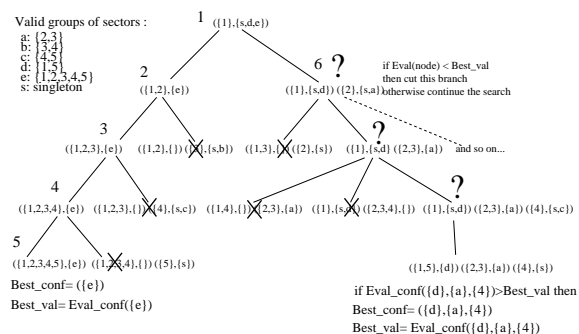 Valid groups of sectors :
a: {2,3}
b: {3,4}
c: {4,5}
d: {1,5}
e: {1,2,3,4,5}
s: singleton
1
({1},{s,d,e})
2
({1,2},{e})
6 ?
({1},{s,d}) ({2},{s,a})
if Eval(node) < Best_val
then cut this branch
otherwise continue the search
3
({1,2,3},{e})
({1,2},{}) ({3},{s,b})
({1,3},{}) ({2},{s})
?
({1},{s,d}) ({2,3},{a})
and so on...
4
({1,2,3,4},{e})
({1,2,3},{}) ({4},{s,c})
({1,4},{}) ({2,3},{a})
({1},{s,d}) ({2,3,4},{})
?
({1},{s,d}) ({2,3},{a}) ({4},{s,c})
5
({1,2,3,4,5},{e})
({1,2,3,4},{}) ({5},{s})
({1,5},{d}) ({2,3},{a}) ({4},{s})
Best_conf= ({e})
Best_val= Eval_conf({e})
if Eval_conf({d},{a},{4})>Best_val then
Best_conf= ({d},{a},{4})
Best_val= Eval_conf({d},{a},{4})